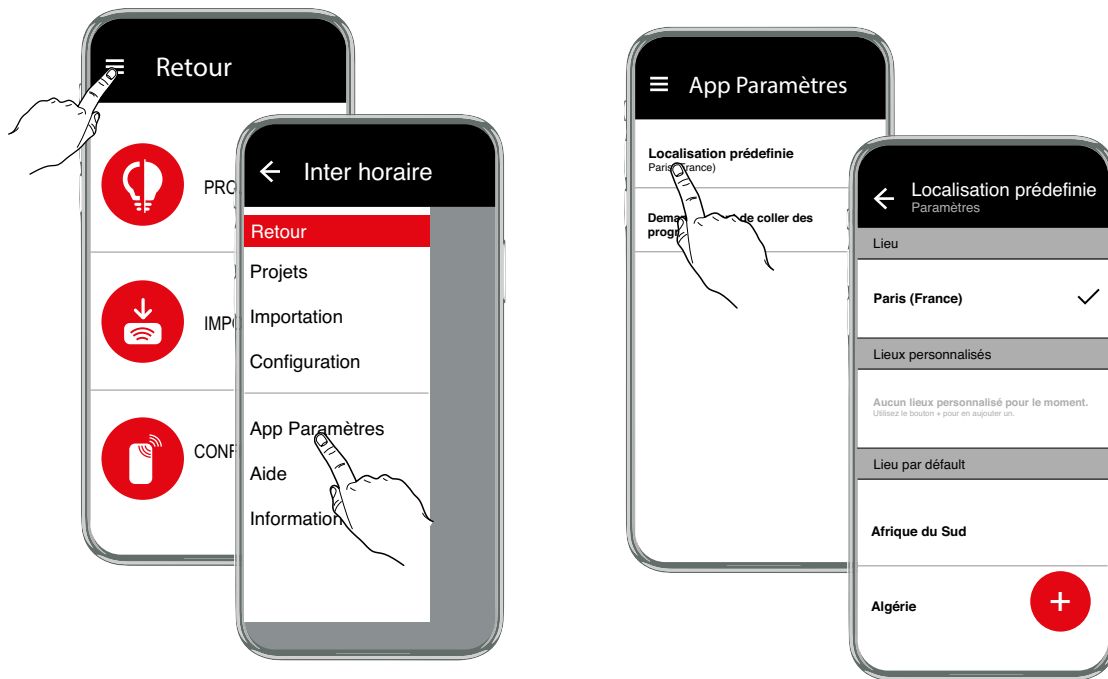 Retour
PRO
IMPO
CONF
Inter horaire
Retour
Projets
Importation
Configuration
App Paramètres
Aide
Information
App Paramètres
Localisation prédefinie
Paris (France)
de coller des
Localisation prédefinie
Paramètres
Lieu
Paris (France)
Lieux personnalisés
Aucun lieux personnalisé pour le moment.
Utilisez le bouton + pour en aujouter un.
Lieu par défault
Afrique du Sud
Algérie
+